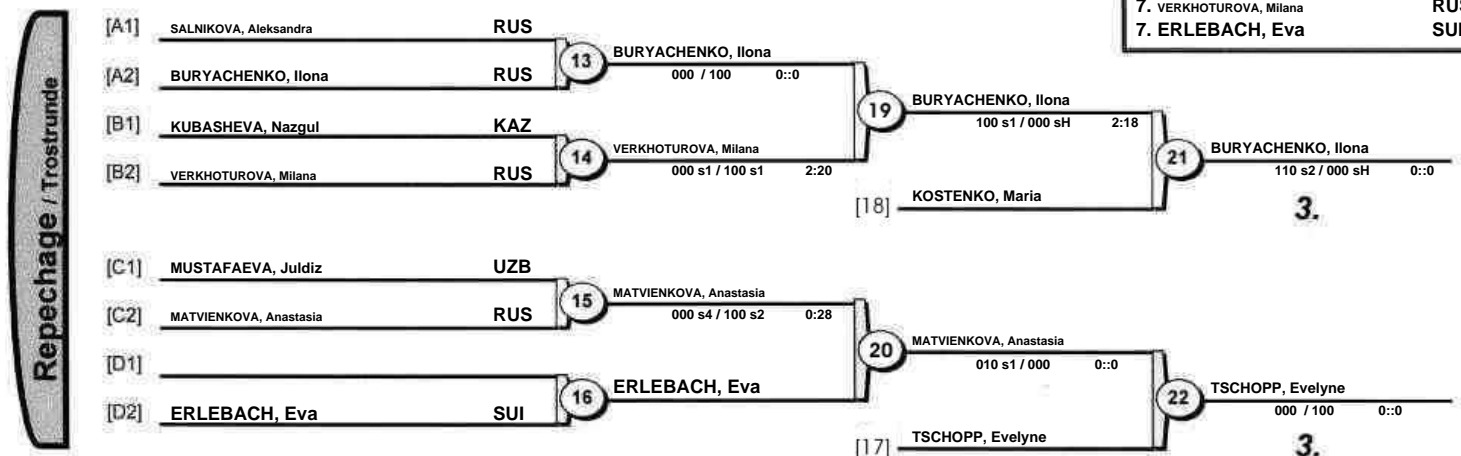 7. VERKHOTUROVA, Milana RUS
7. ERLEBACH, Eva SUI
Repechage / Trostrunde
[A1] SALNIKOVA, Aleksandra RUS
[A2] BURYACHENKO, Ilona RUS
13 BURYACHENKO, Ilona
000 / 100 0::0
[B1] KUBASHEVA, Nazgul KAZ
[B2] VERKHOTUROVA, Milana RUS
14 VERKHOTUROVA, Milana
000 s1 / 100 s1 2:20
19 BURYACHENKO, Ilona
100 s1 / 000 sH 2:18
[18] KOSTENKO, Maria
21 BURYACHENKO, Ilona
110 s2 / 000 sH 0::0
3.
[C1] MUSTAFAEVA, Juldiz UZB
[C2] MATVIENKOVA, Anastasia RUS
15 MATVIENKOVA, Anastasia
000 s4 / 100 s2 0:28
[D1]
[D2] ERLEBACH, Eva SUI
16 ERLEBACH, Eva
20 MATVIENKOVA, Anastasia
010 s1 / 000 0::0
[17] TSCHOPP, Evelyne
22 TSCHOPP, Evelyne
000 / 100 0::0
3.